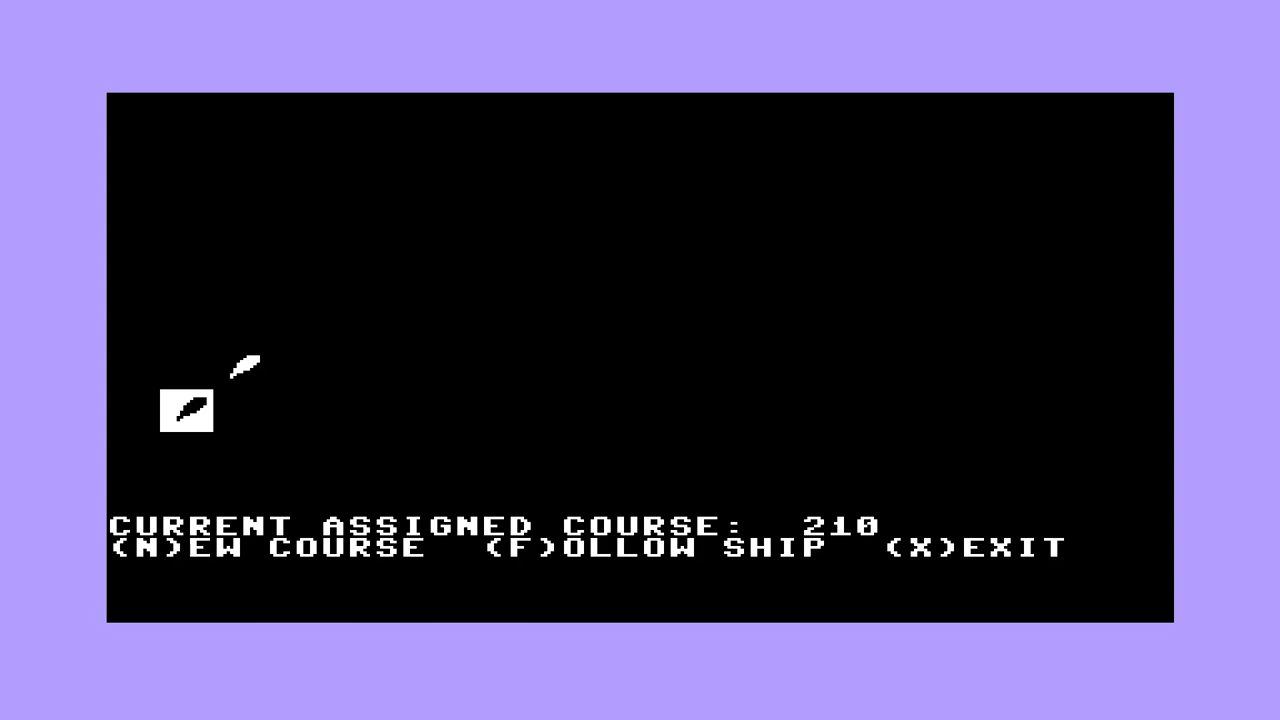 CURRENT ASSIGNED COURSE:  210
(N)EW COURSE  (F)OLLOW SHIP  (X)EXIT